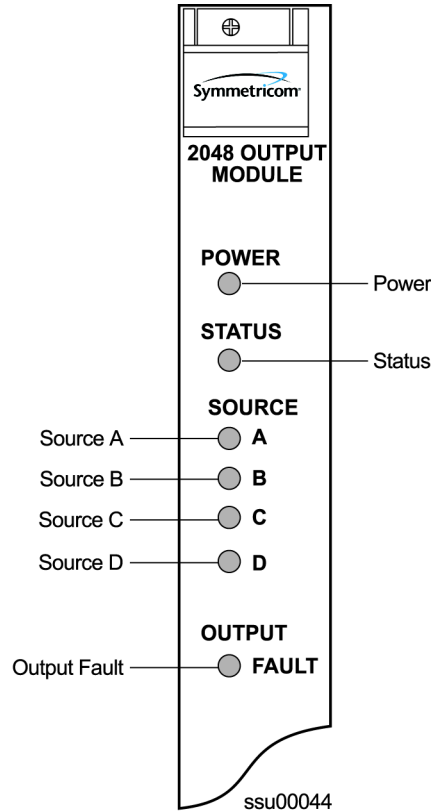 Symmetricom
2048 OUTPUT
MODULE
POWER
Power
STATUS
Status
SOURCE
Source A A
Source B B
Source C C
Source D D
OUTPUT
Output Fault FAULT
ssu00044